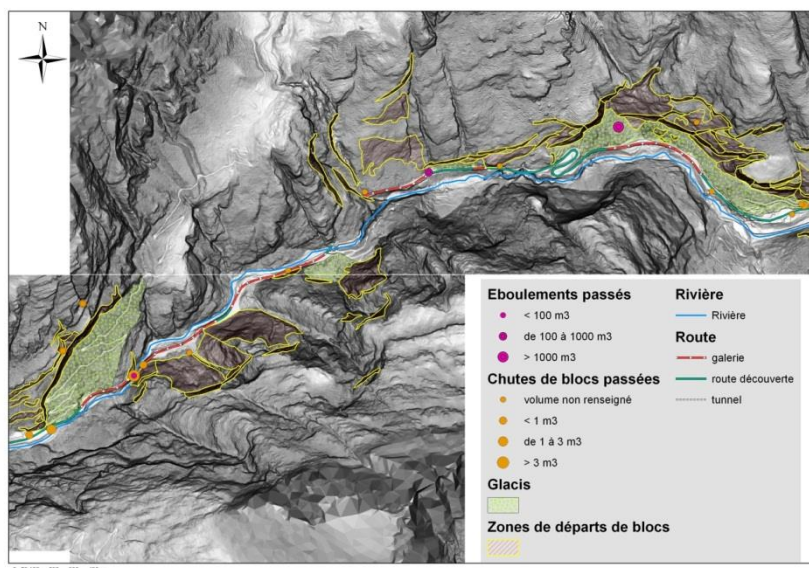 N
Eboulements passés
< 100 m3
de 100 à 1000 m3
> 1000 m3
Chutes de blocs passées
volume non renseigné
< 1 m3
de 1 à 3 m3
> 3 m3
Glacis
Zones de départs de blocs
Rivière
Rivière
Route
galerie
route découverte
tunnel